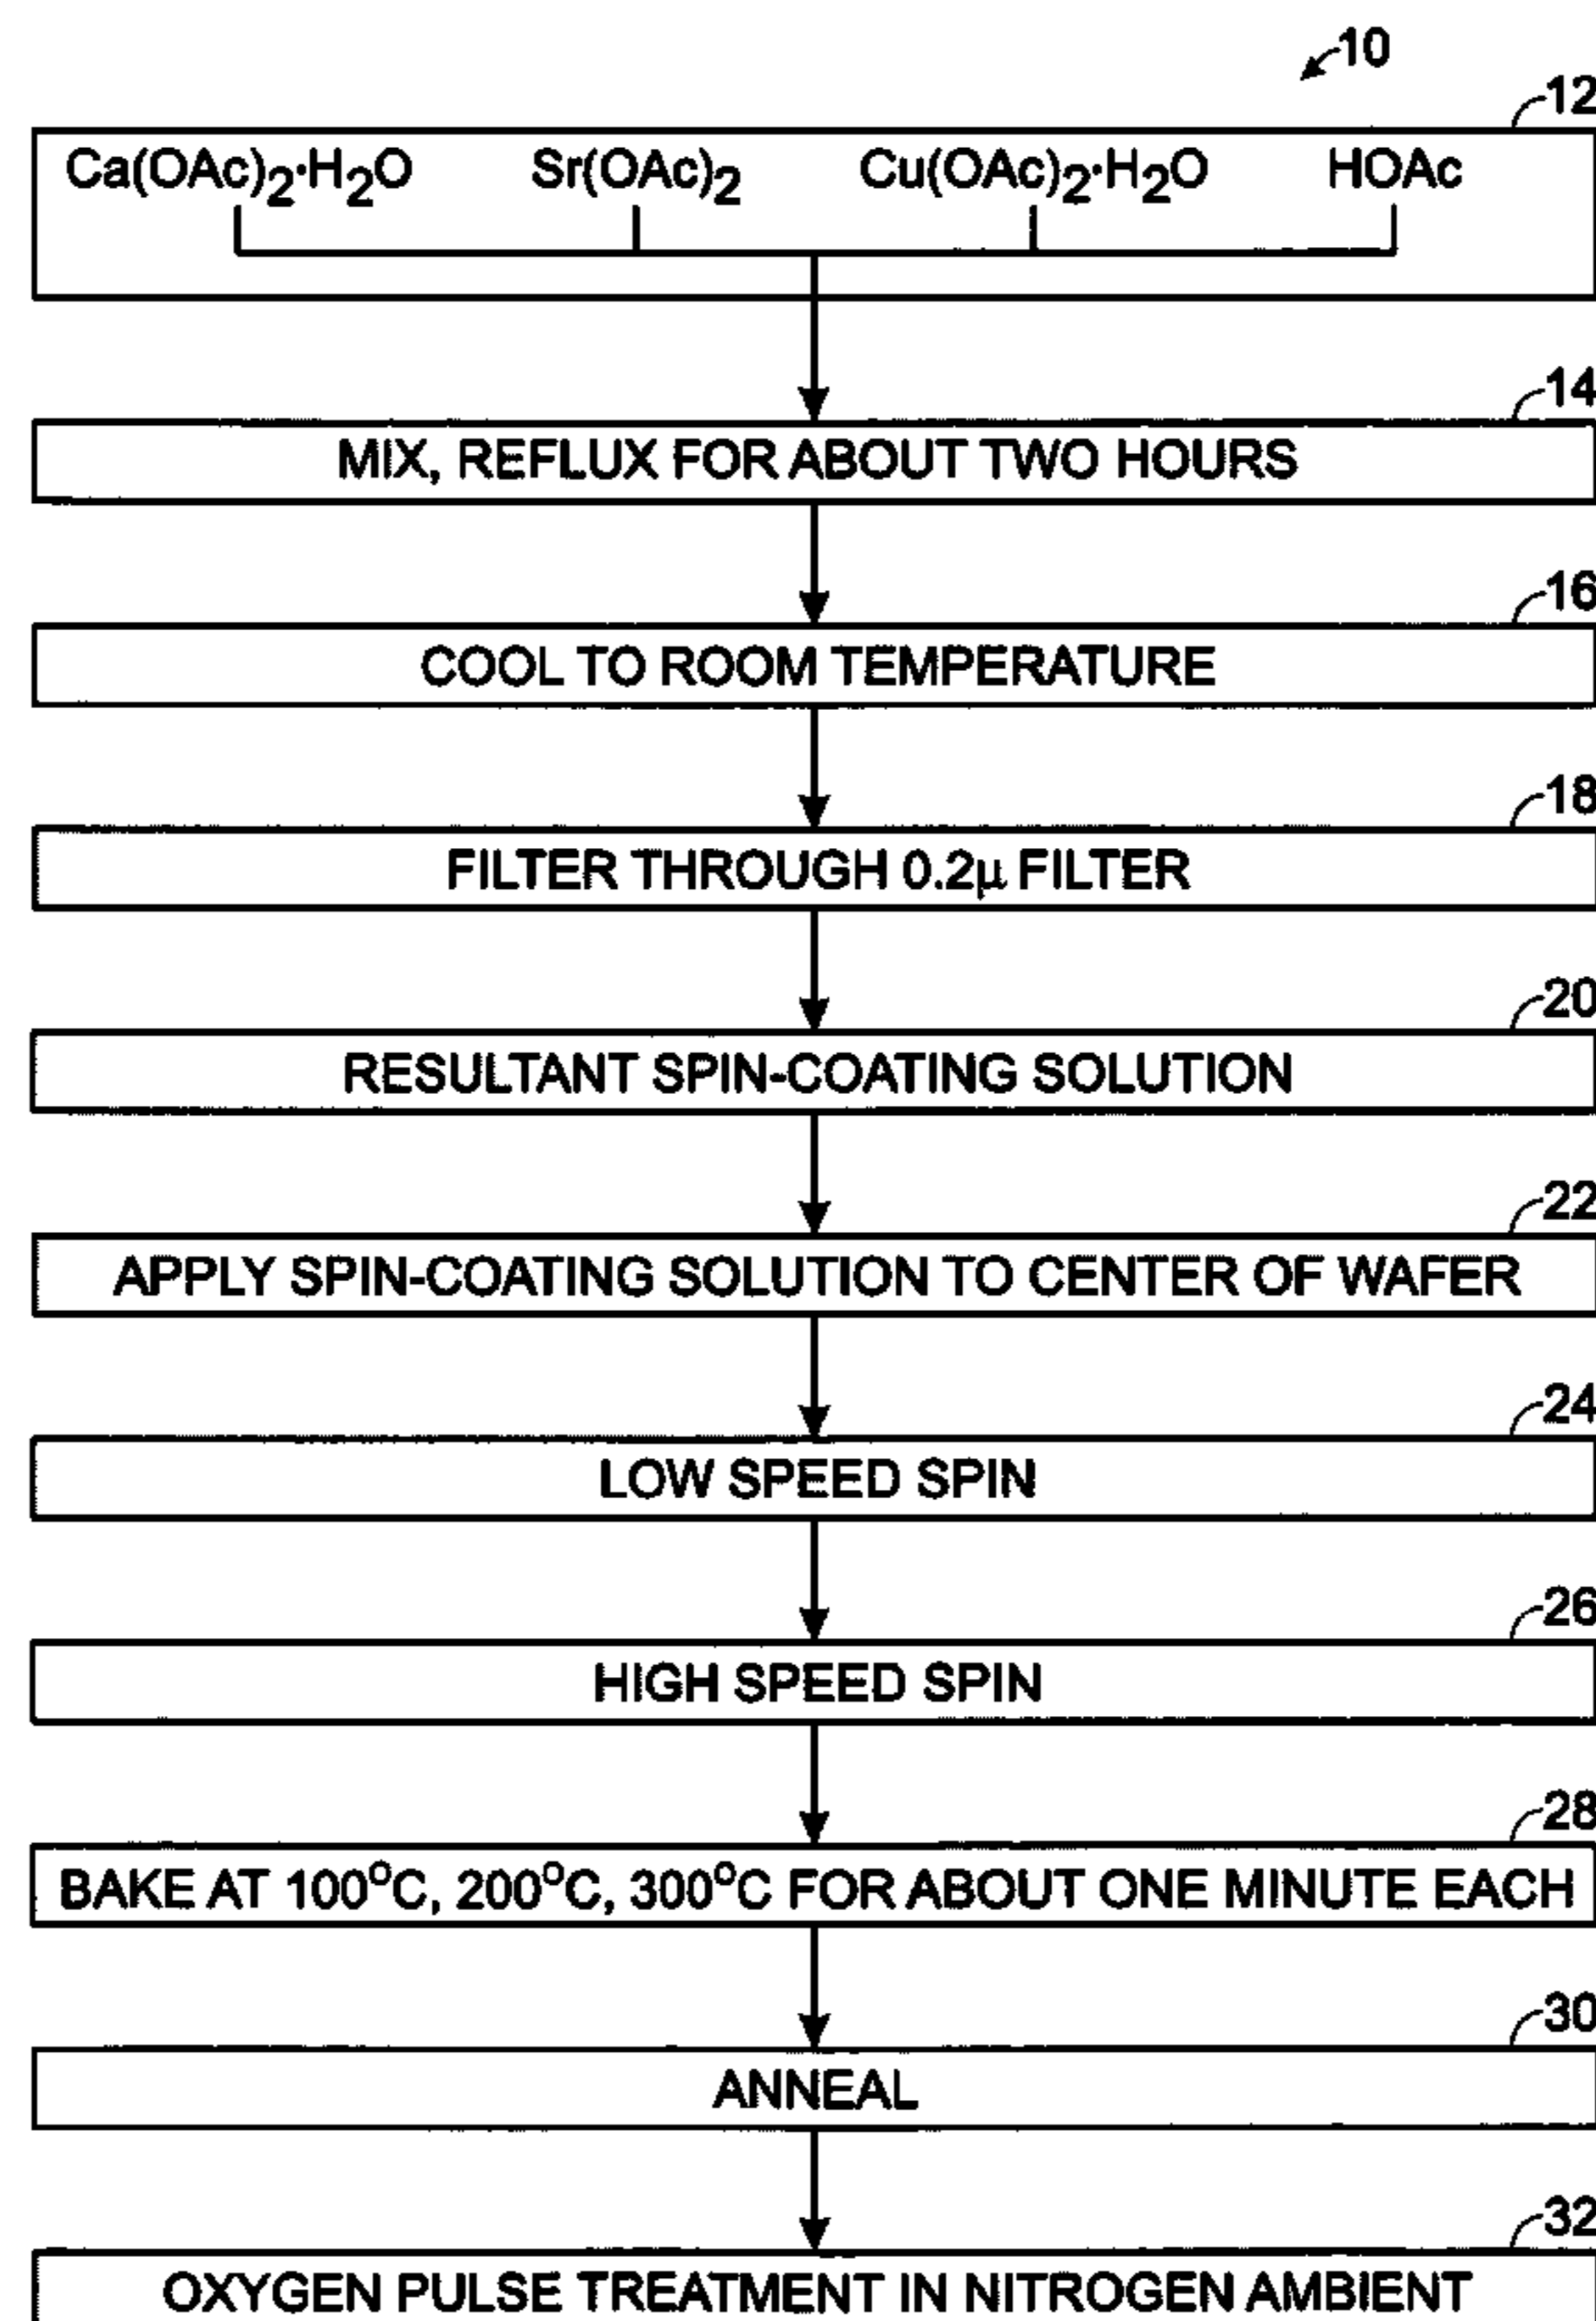 10
12
Ca(OAc)2·H2O Sr(OAc)2 Cu(OAc)2·H2O HOAc
14
MIX, REFLUX FOR ABOUT TWO HOURS
16
COOL TO ROOM TEMPERATURE
18
FILTER THROUGH 0.2μ FILTER
20
RESULTANT SPIN-COATING SOLUTION
22
APPLY SPIN-COATING SOLUTION TO CENTER OF WAFER
24
LOW SPEED SPIN
26
HIGH SPEED SPIN
28
BAKE AT 100°C, 200°C, 300°C FOR ABOUT ONE MINUTE EACH
30
ANNEAL
32
OXYGEN PULSE TREATMENT IN NITROGEN AMBIENT